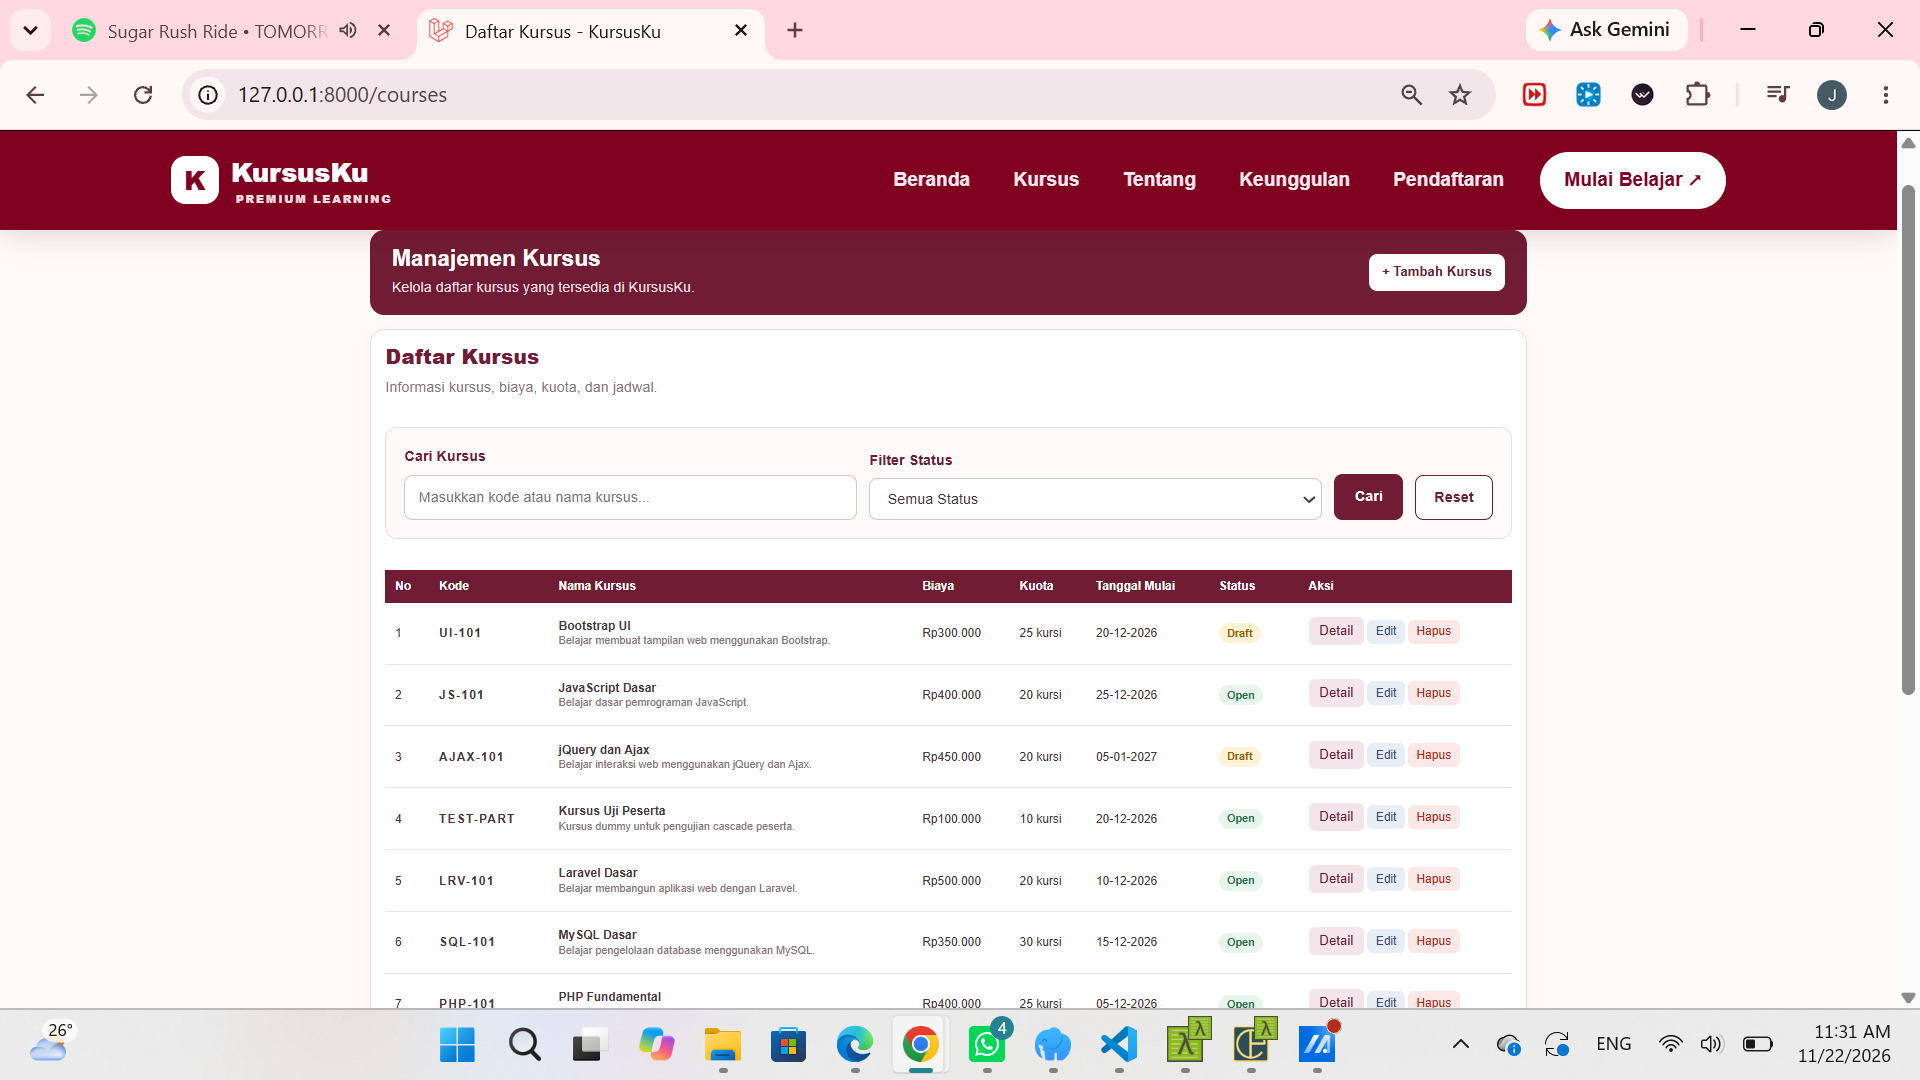 Sugar Rush Ride • TOMORR
Daftar Kursus - KursusKu
Ask Gemini
127.0.0.1:8000/courses
J
K
KursusKu
PREMIUM LEARNING
Beranda
Kursus
Tentang
Keunggulan
Pendaftaran
Mulai Belajar ↗
Manajemen Kursus
Kelola daftar kursus yang tersedia di KursusKu.
+ Tambah Kursus
Daftar Kursus
Informasi kursus, biaya, kuota, dan jadwal.
Cari Kursus
Masukkan kode atau nama kursus...
Filter Status
Semua Status
Cari
Reset
No Kode Nama Kursus Biaya Kuota Tanggal Mulai Status Aksi
1 UI-101 Bootstrap UI Rp300.000 25 kursi 20-12-2026 Draft Detail Edit Hapus
Belajar membuat tampilan web menggunakan Bootstrap.
2 JS-101 JavaScript Dasar Rp400.000 20 kursi 25-12-2026 Open Detail Edit Hapus
Belajar dasar pemrograman JavaScript.
3 AJAX-101 jQuery dan Ajax Rp450.000 20 kursi 05-01-2027 Draft Detail Edit Hapus
Belajar interaksi web menggunakan jQuery dan Ajax.
4 TEST-PART Kursus Uji Peserta Rp100.000 10 kursi 20-12-2026 Open Detail Edit Hapus
Kursus dummy untuk pengujian cascade peserta.
5 LRV-101 Laravel Dasar Rp500.000 20 kursi 10-12-2026 Open Detail Edit Hapus
Belajar membangun aplikasi web dengan Laravel.
6 SQL-101 MySQL Dasar Rp350.000 30 kursi 15-12-2026 Open Detail Edit Hapus
Belajar pengelolaan database menggunakan MySQL.
7 PHP-101 PHP Fundamental Rp400.000 25 kursi 05-12-2026 Open Detail Edit Hapus
26°
4
ENG
11:31 AM
11/22/2026